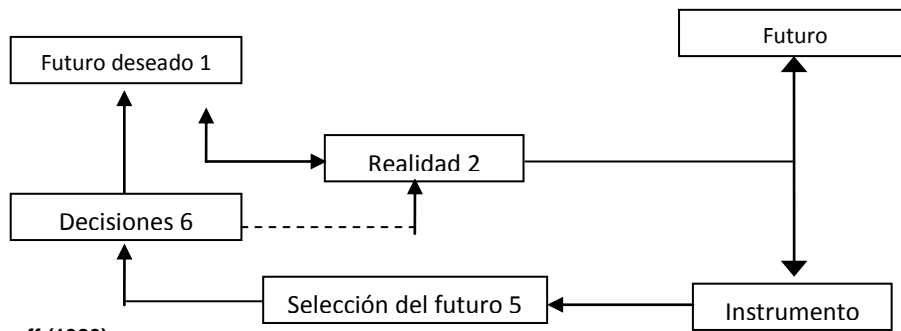 Futuro deseado 1
Futuro
Realidad 2
Decisiones 6
Selección del futuro 5
Instrumento